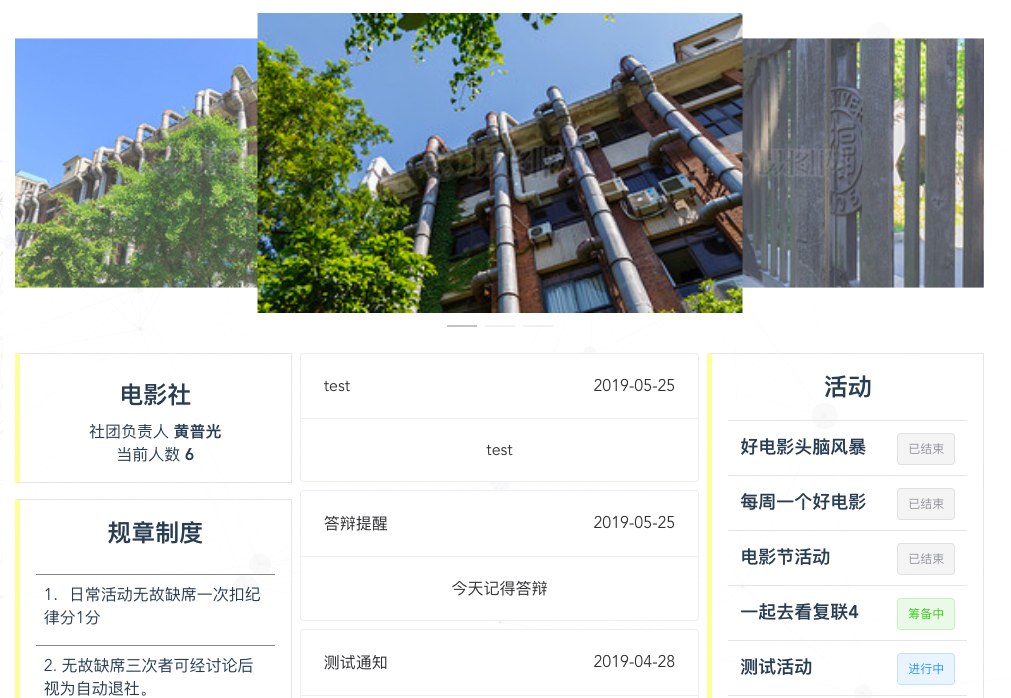 电影社
社团负责人 黄普光
当前人数 6
规章制度
1. 日常活动无故缺席一次扣纪
律分1分
2. 无故缺席三次者可经讨论后
视为自动退社。
test 2019-05-25
test
答辩提醒 2019-05-25
今天记得答辩
测试通知 2019-04-28
活动
好电影头脑风暴 已结束
每周一个好电影 已结束
电影节活动 已结束
一起去看复联4 筹备中
测试活动 进行中